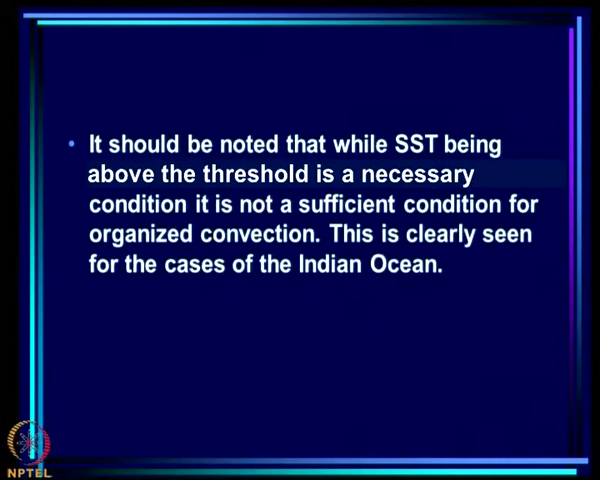 • It should be noted that while SST being
above the threshold is a necessary
condition it is not a sufficient condition for
organized convection. This is clearly seen
for the cases of the Indian Ocean.
NPTEL